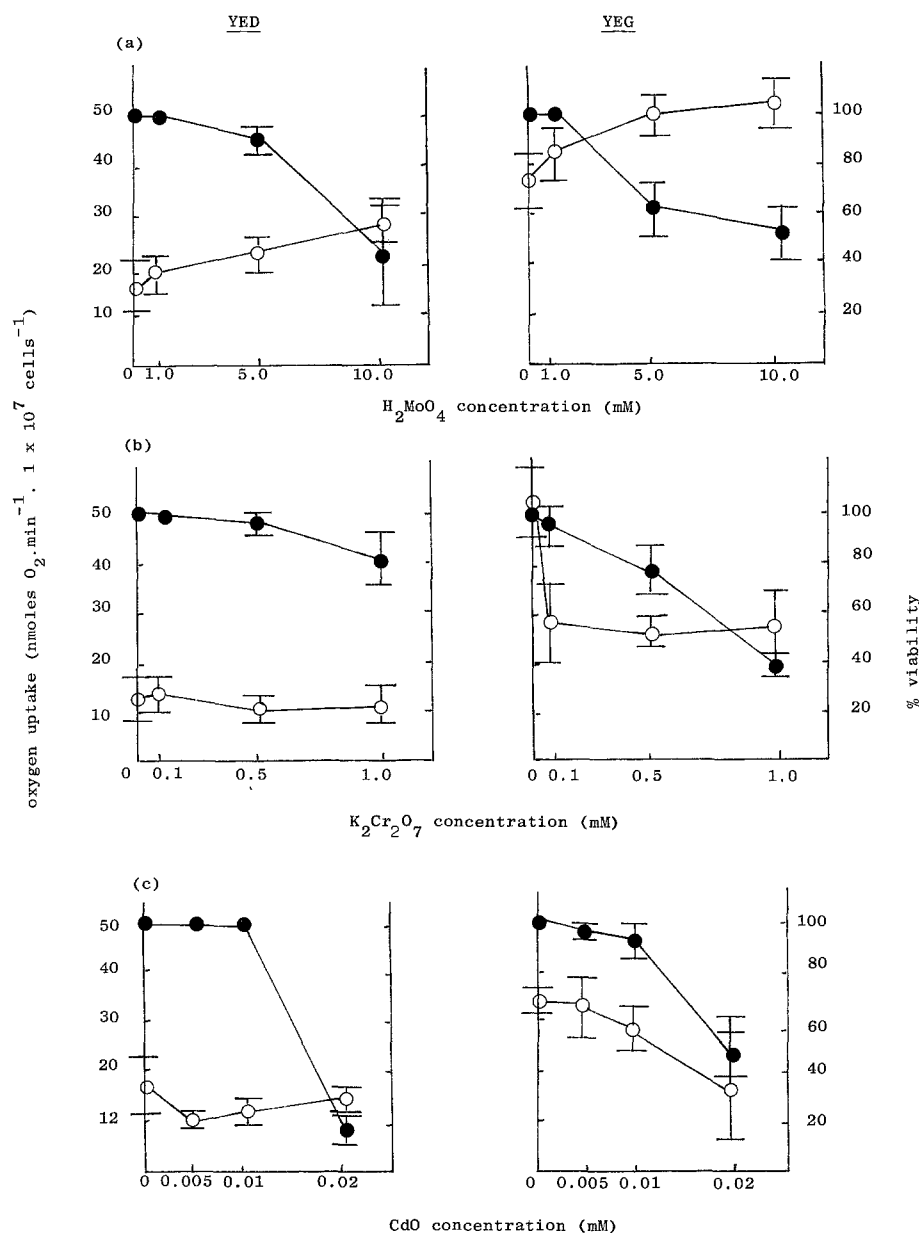 YED
YEG
(a)
50
40
30
20
10
0 1.0 5.0 10.0
100
80
60
40
20
0 1.0 5.0 10.0
H₂MoO₄ concentration (mM)
(b)
50
40
30
20
10
0 0.1 0.5 1.0
100
80
60
40
20
0 0.1 0.5 1.0
K₂Cr₂O₇ concentration (mM)
(c)
50
40
30
20
12
0 0.005 0.01 0.02
100
80
60
40
20
0 0.005 0.01 0.02
CdO concentration (mM)
oxygen uptake (nmoles O₂.min⁻¹. 1 x 10⁷ cells⁻¹)
% viability